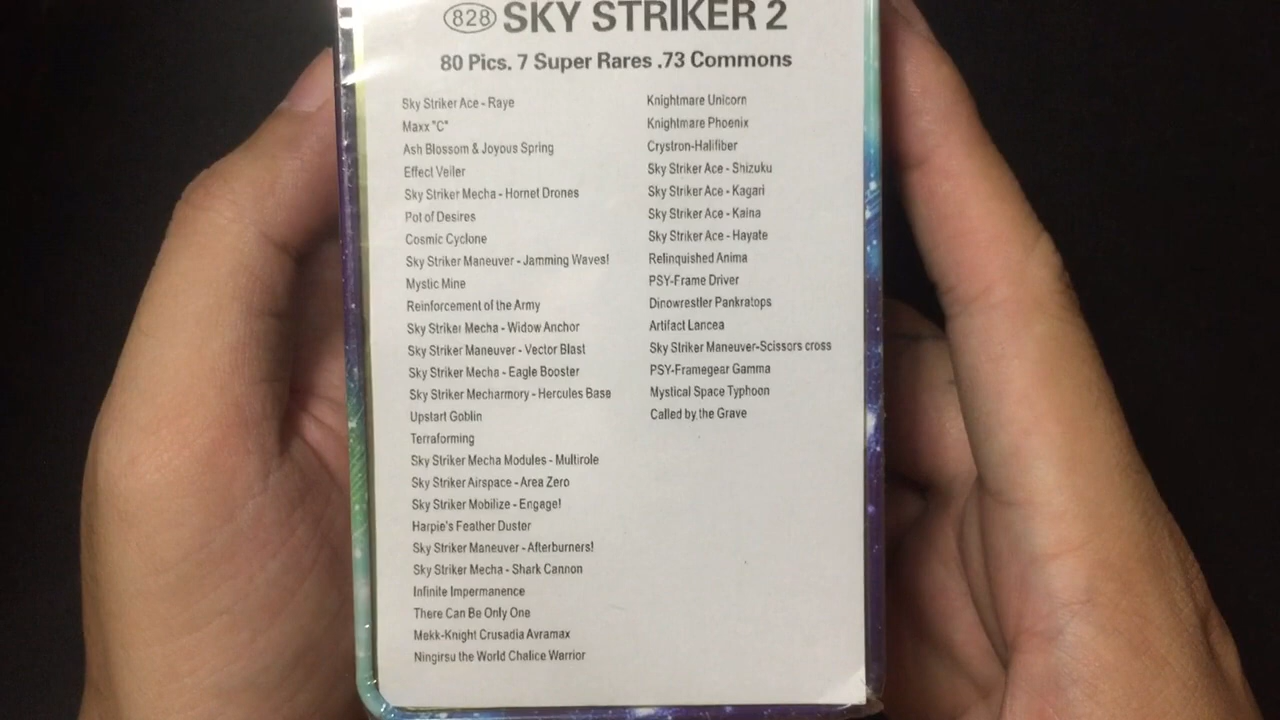 828 SKY STRIKER 2
80 Pics. 7 Super Rares .73 Commons
Sky Striker Ace - Raye
Maxx "C"
Ash Blossom & Joyous Spring
Effect Veiler
Sky Striker Mecha - Hornet Drones
Pot of Desires
Cosmic Cyclone
Sky Striker Maneuver - Jamming Waves!
Mystic Mine
Reinforcement of the Army
Sky Striker Mecha - Widow Anchor
Sky Striker Maneuver - Vector Blast
Sky Striker Mecha - Eagle Booster
Sky Striker Mecharmory - Hercules Base
Upstart Goblin
Terraforming
Sky Striker Mecha Modules - Multirole
Sky Striker Airspace - Area Zero
Sky Striker Mobilize - Engage!
Harpie's Feather Duster
Sky Striker Maneuver - Afterburners!
Sky Striker Mecha - Shark Cannon
Infinite Impermanence
There Can Be Only One
Mekk-Knight Crusadia Avramax
Ningirsu the World Chalice Warrior
Knightmare Unicorn
Knightmare Phoenix
Crystron-Halifiber
Sky Striker Ace - Shizuku
Sky Striker Ace - Kagari
Sky Striker Ace - Kaina
Sky Striker Ace - Hayate
Relinquished Anima
PSY-Frame Driver
Dinowrestler Pankratops
Artifact Lancea
Sky Striker Maneuver-Scissors cross
PSY-Framegear Gamma
Mystical Space Typhoon
Called by the Grave